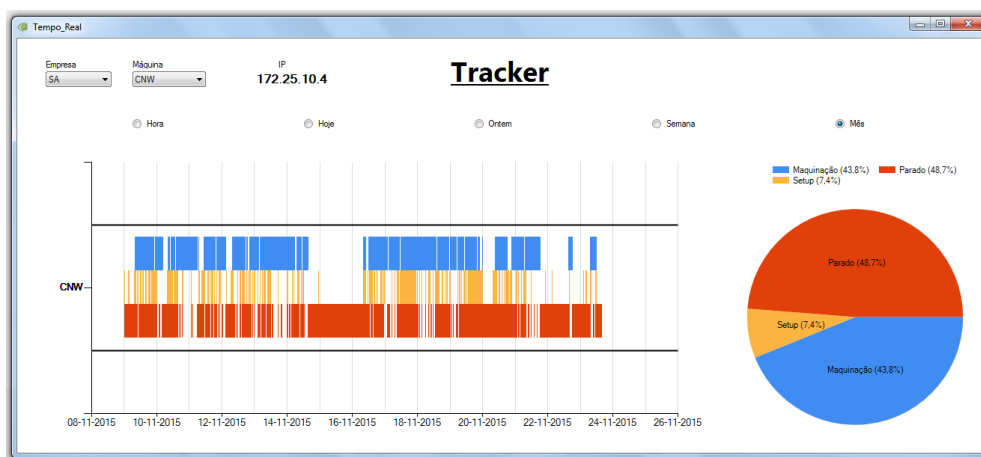 Tempo_Real
Empresa
Máquina
IP
SA
CNW
172.25.10.4
Tracker
Hora
Hoje
Ontem
Semana
Mês
Maquinação (43,8%)
Parado (48,7%)
Setup (7,4%)
CNW
Parado (48,7%)
Setup (7,4%)
Maquinação (43,8%)
08-11-2015
10-11-2015
12-11-2015
14-11-2015
16-11-2015
18-11-2015
20-11-2015
22-11-2015
24-11-2015
26-11-2015